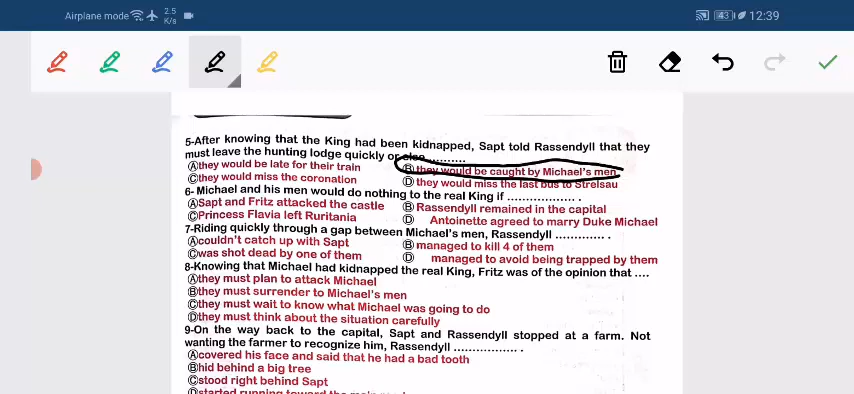 Airplane mode 2.5 K/s 43 12:39
5-After knowing that the King had been kidnapped, Sapt told Rassendyll that they
must leave the hunting lodge quickly or else ..........
Ⓐthey would be late for their train Ⓑthey would be caught by Michael's men
Ⓒthey would miss the coronation Ⓓthey would miss the last bus to Strelsau
6- Michael and his men would do nothing to the real King if .................. .
ⒶSapt and Fritz attacked the castle ⒷRassendyll remained in the capital
ⒸPrincess Flavia left Ruritania Ⓓ Antoinette agreed to marry Duke Michael
7-Riding quickly through a gap between Michael's men, Rassendyll ............. .
Ⓐcouldn't catch up with Sapt Ⓑmanaged to kill 4 of them
Ⓒwas shot dead by one of them Ⓓ managed to avoid being trapped by them
8-Knowing that Michael had kidnapped the real King, Fritz was of the opinion that ....
Ⓐthey must plan to attack Michael
Ⓑthey must surrender to Michael's men
Ⓒthey must wait to know what Michael was going to do
Ⓓthey must think about the situation carefully
9-On the way back to the capital, Sapt and Rassendyll stopped at a farm. Not
wanting the farmer to recognize him, Rassendyll ................. .
Ⓐcovered his face and said that he had a bad tooth
Ⓑhid behind a big tree
Ⓒstood right behind Sapt
Ⓓstarted running toward the